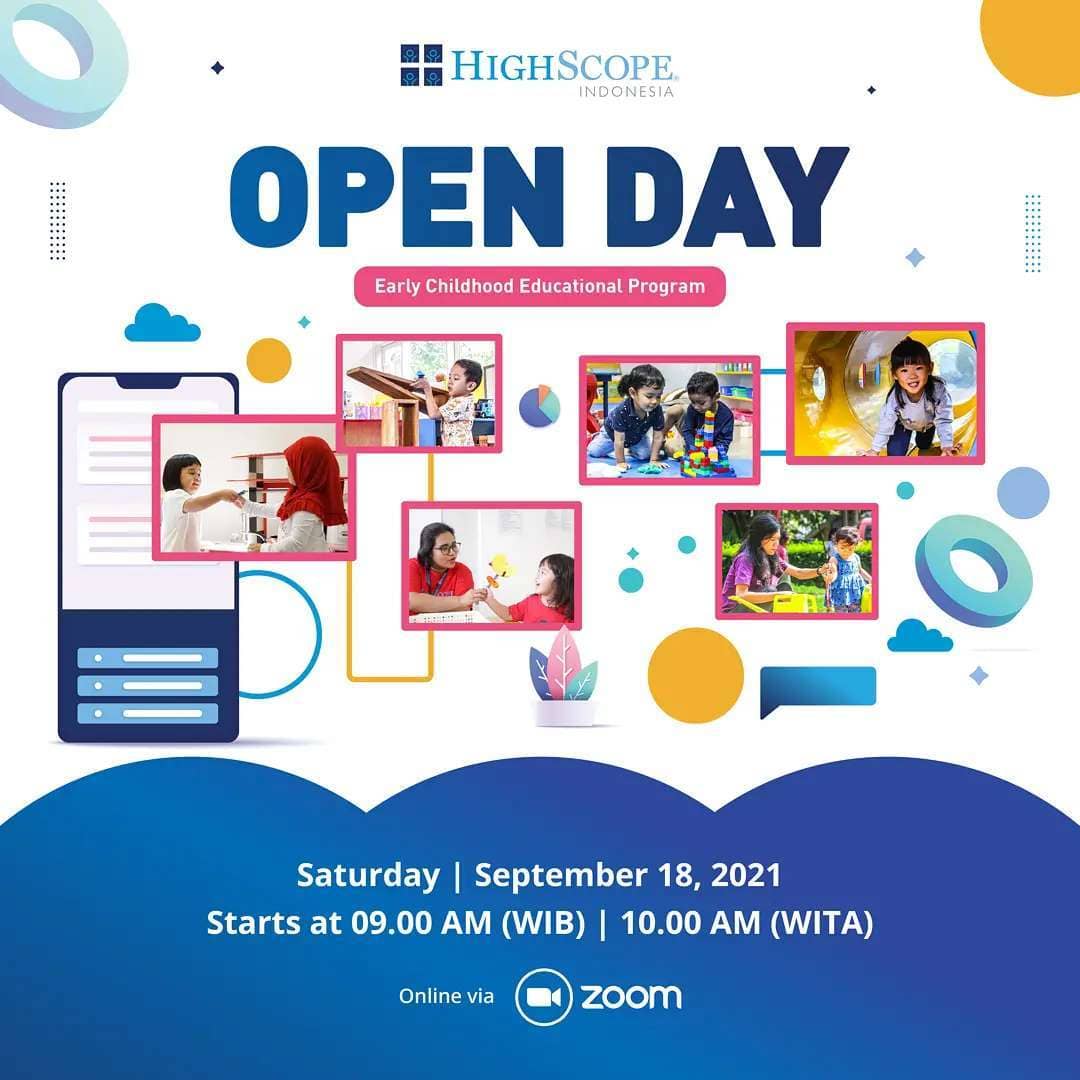 HIGHSCOPE®
INDONESIA
OPEN DAY
Early Childhood Educational Program
Saturday | September 18, 2021
Starts at 09.00 AM (WIB) | 10.00 AM (WITA)
Online via zoom